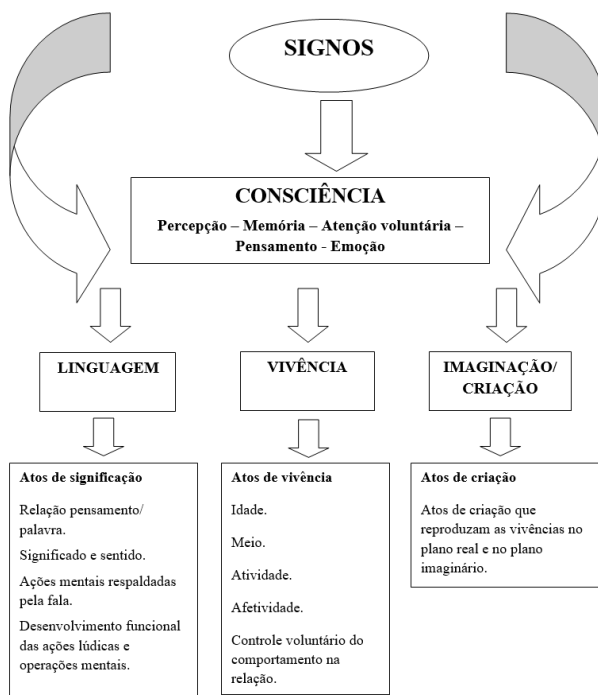 SIGNOS
CONSCIÊNCIA
Percepção – Memória – Atenção voluntária –
Pensamento - Emoção
LINGUAGEM
VIVÊNCIA
IMAGINAÇÃO/
CRIAÇÃO
Atos de significação
Relação pensamento/
palavra.
Significado e sentido.
Ações mentais respaldadas
pela fala.
Desenvolvimento funcional
das ações lúdicas e
operações mentais.
Atos de vivência
Idade.
Meio.
Atividade.
Afetividade.
Controle voluntário do
comportamento na
relação.
Atos de criação
Atos de criação que
reproduzam as vivências no
plano real e no plano
imaginário.